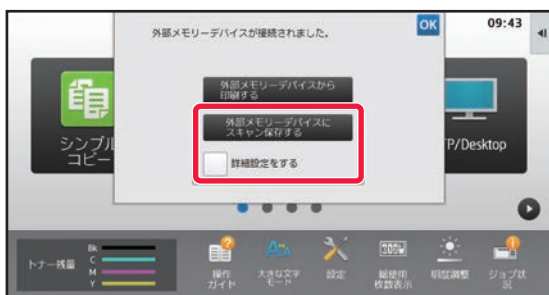 外部メモリーデバイスが接続されました。
OK
09:43
外部メモリーデバイスから
印刷する
外部メモリーデバイスに
スキャン保存する
詳細設定をする
シンプル
コピー
TP/Desktop
トナー残量
Bk
C
M
Y
操作
ガイド
大きな文字
モード
設定
総使用
枚数表示
明度調整
ジョブ状
況